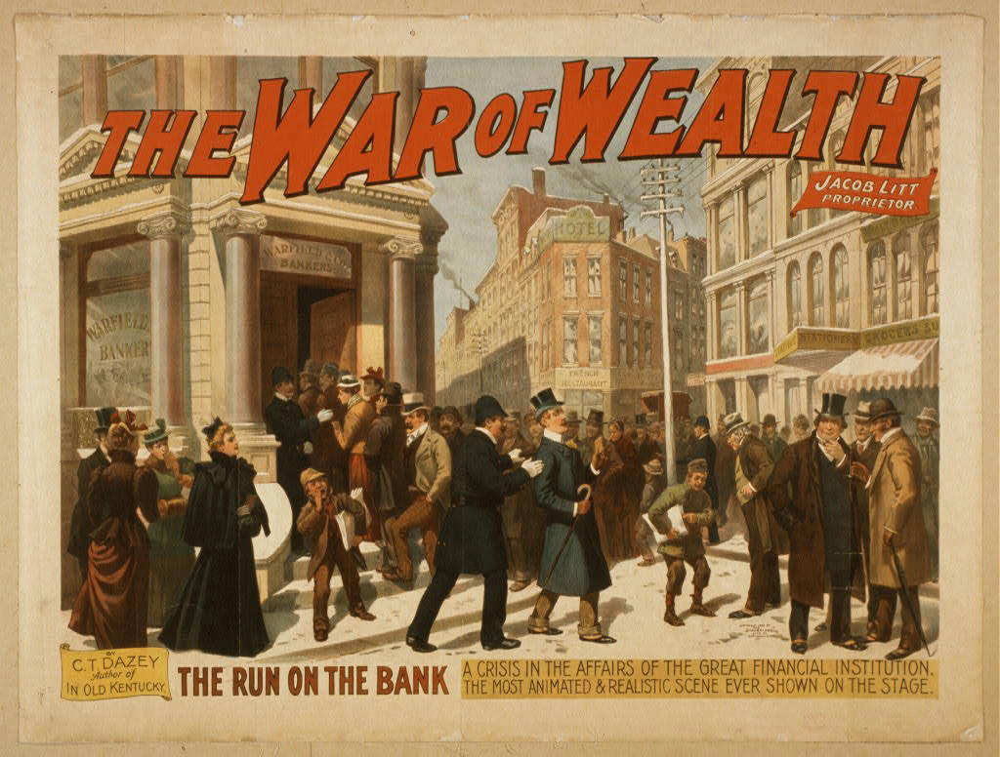 THE WAR OF WEALTH
JACOB LITT
PROPRIETOR.
HOTEL
WARFIELD & CO.
BANKERS
WARFIELD
BANKER
FRENCH
RESTAURANT
STATIONERY
GROCERS
BY
C.T. DAZEY
Author of
IN OLD KENTUCKY.
THE RUN ON THE BANK
A CRISIS IN THE AFFAIRS OF THE GREAT FINANCIAL INSTITUTION.
THE MOST ANIMATED & REALISTIC SCENE EVER SHOWN ON THE STAGE.